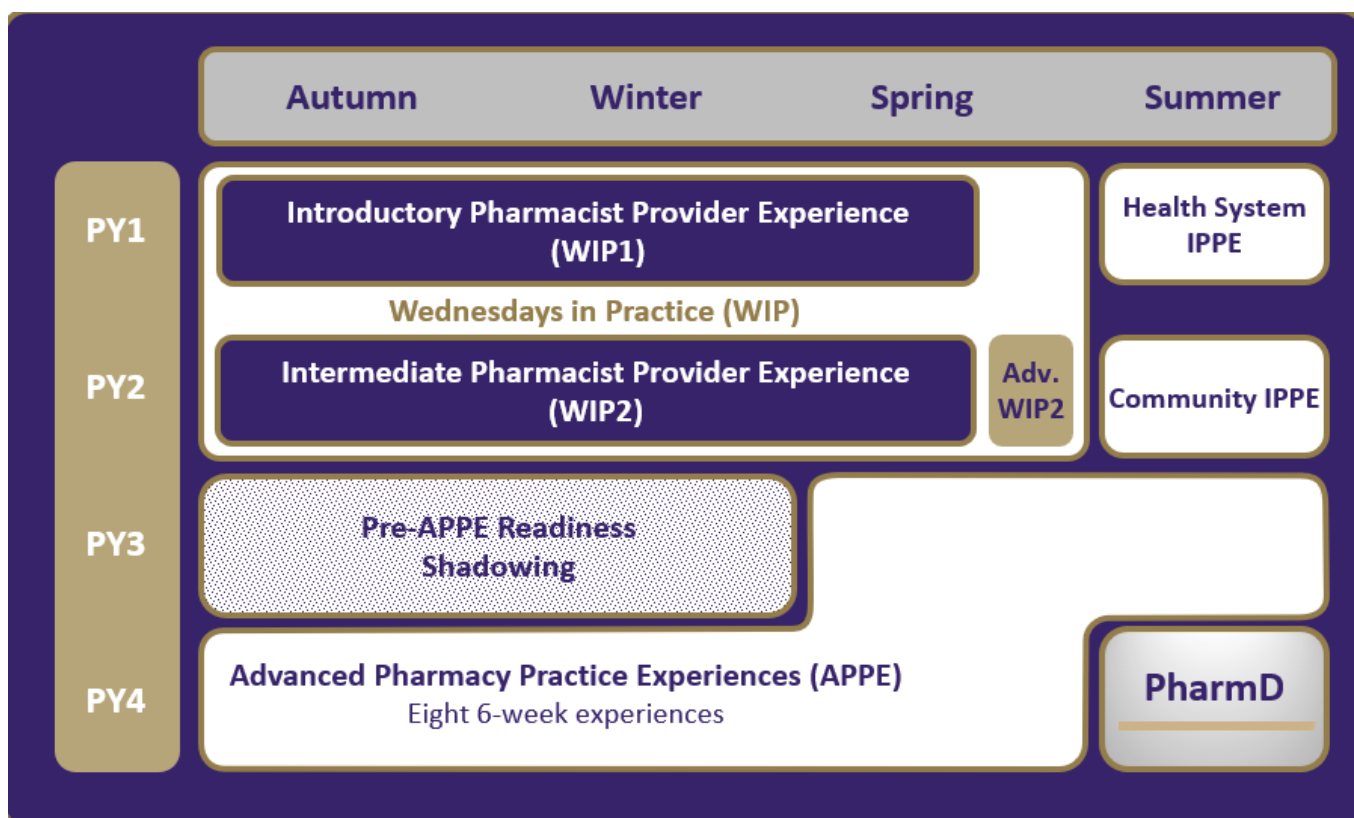 Autumn Winter Spring Summer
PY1
Introductory Pharmacist Provider Experience
(WIP1)
Health System
IPPE
Wednesdays in Practice (WIP)
PY2
Intermediate Pharmacist Provider Experience
(WIP2)
Adv.
WIP2
Community IPPE
PY3
Pre-APPE Readiness
Shadowing
PY4
Advanced Pharmacy Practice Experiences (APPE)
Eight 6-week experiences
PharmD